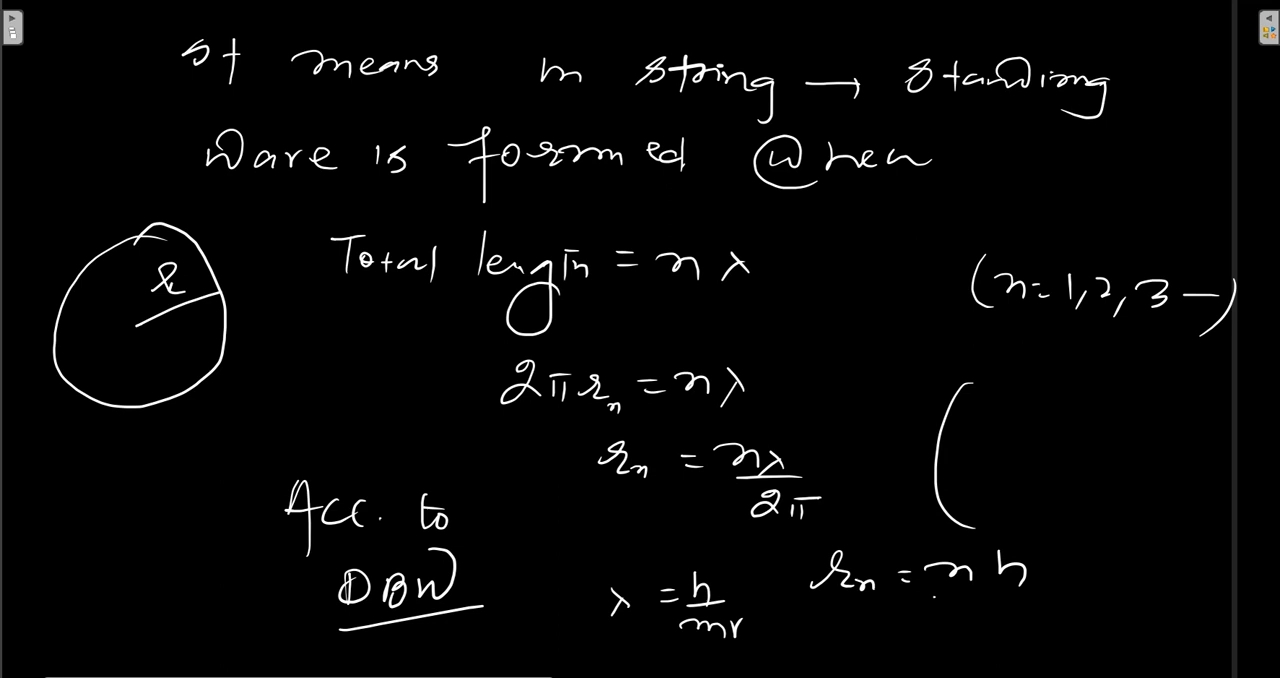 It means in string → Standing
Wave is formed when
Total length = nλ
(n = 1, 2, 3 –)
r
2πrₙ = nλ
rₙ = nλ/2π
Acc. to
DBW
λ = h/mv
rₙ = nh